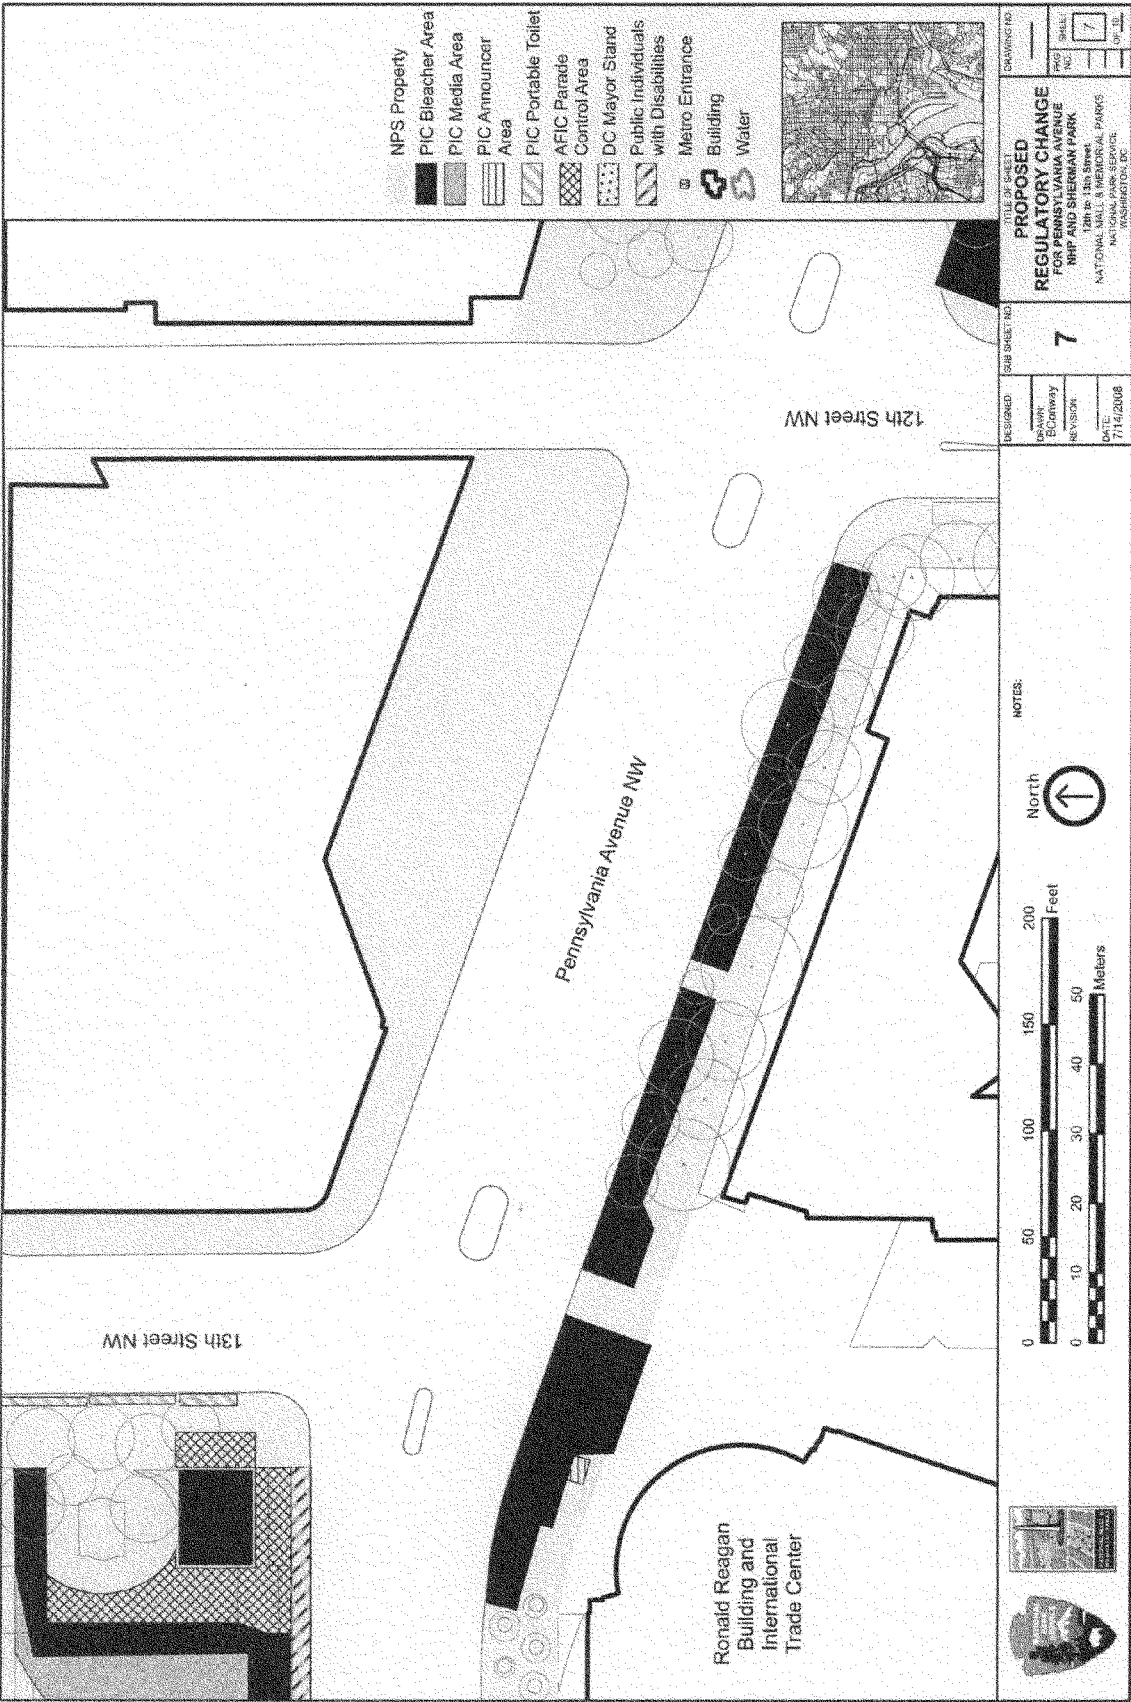 NPS Property
PIC Bleacher Area
PIC Media Area
PIC Announcer
Area
PIC Portable Toilet
AFIC Parade
Control Area
DC Mayor Stand
Public Individuals
with Disabilities
Metro Entrance
Building
Water
12th Street NW
Pennsylvania Avenue NW
13th Street NW
Ronald Reagan
Building and
International
Trade Center
DRAWING NO.
PKG
NO.
SHEET
7
OF 10
TITLE OF SHEET
PROPOSED
REGULATORY CHANGE
FOR PENNSYLVANIA AVENUE
NHP AND SHERMAN PARK
12th to 13th Street
NATIONAL MALL & MEMORIAL PARKS
NATIONAL PARK SERVICE
WASHINGTON, DC
SUB SHEET NO.
7
DESIGNED:
DRAWN:
BConway
REVISION:
DATE:
7/14/2008
NOTES:
North
0 50 100 150 200
Feet
0 10 20 30 40 50
Meters